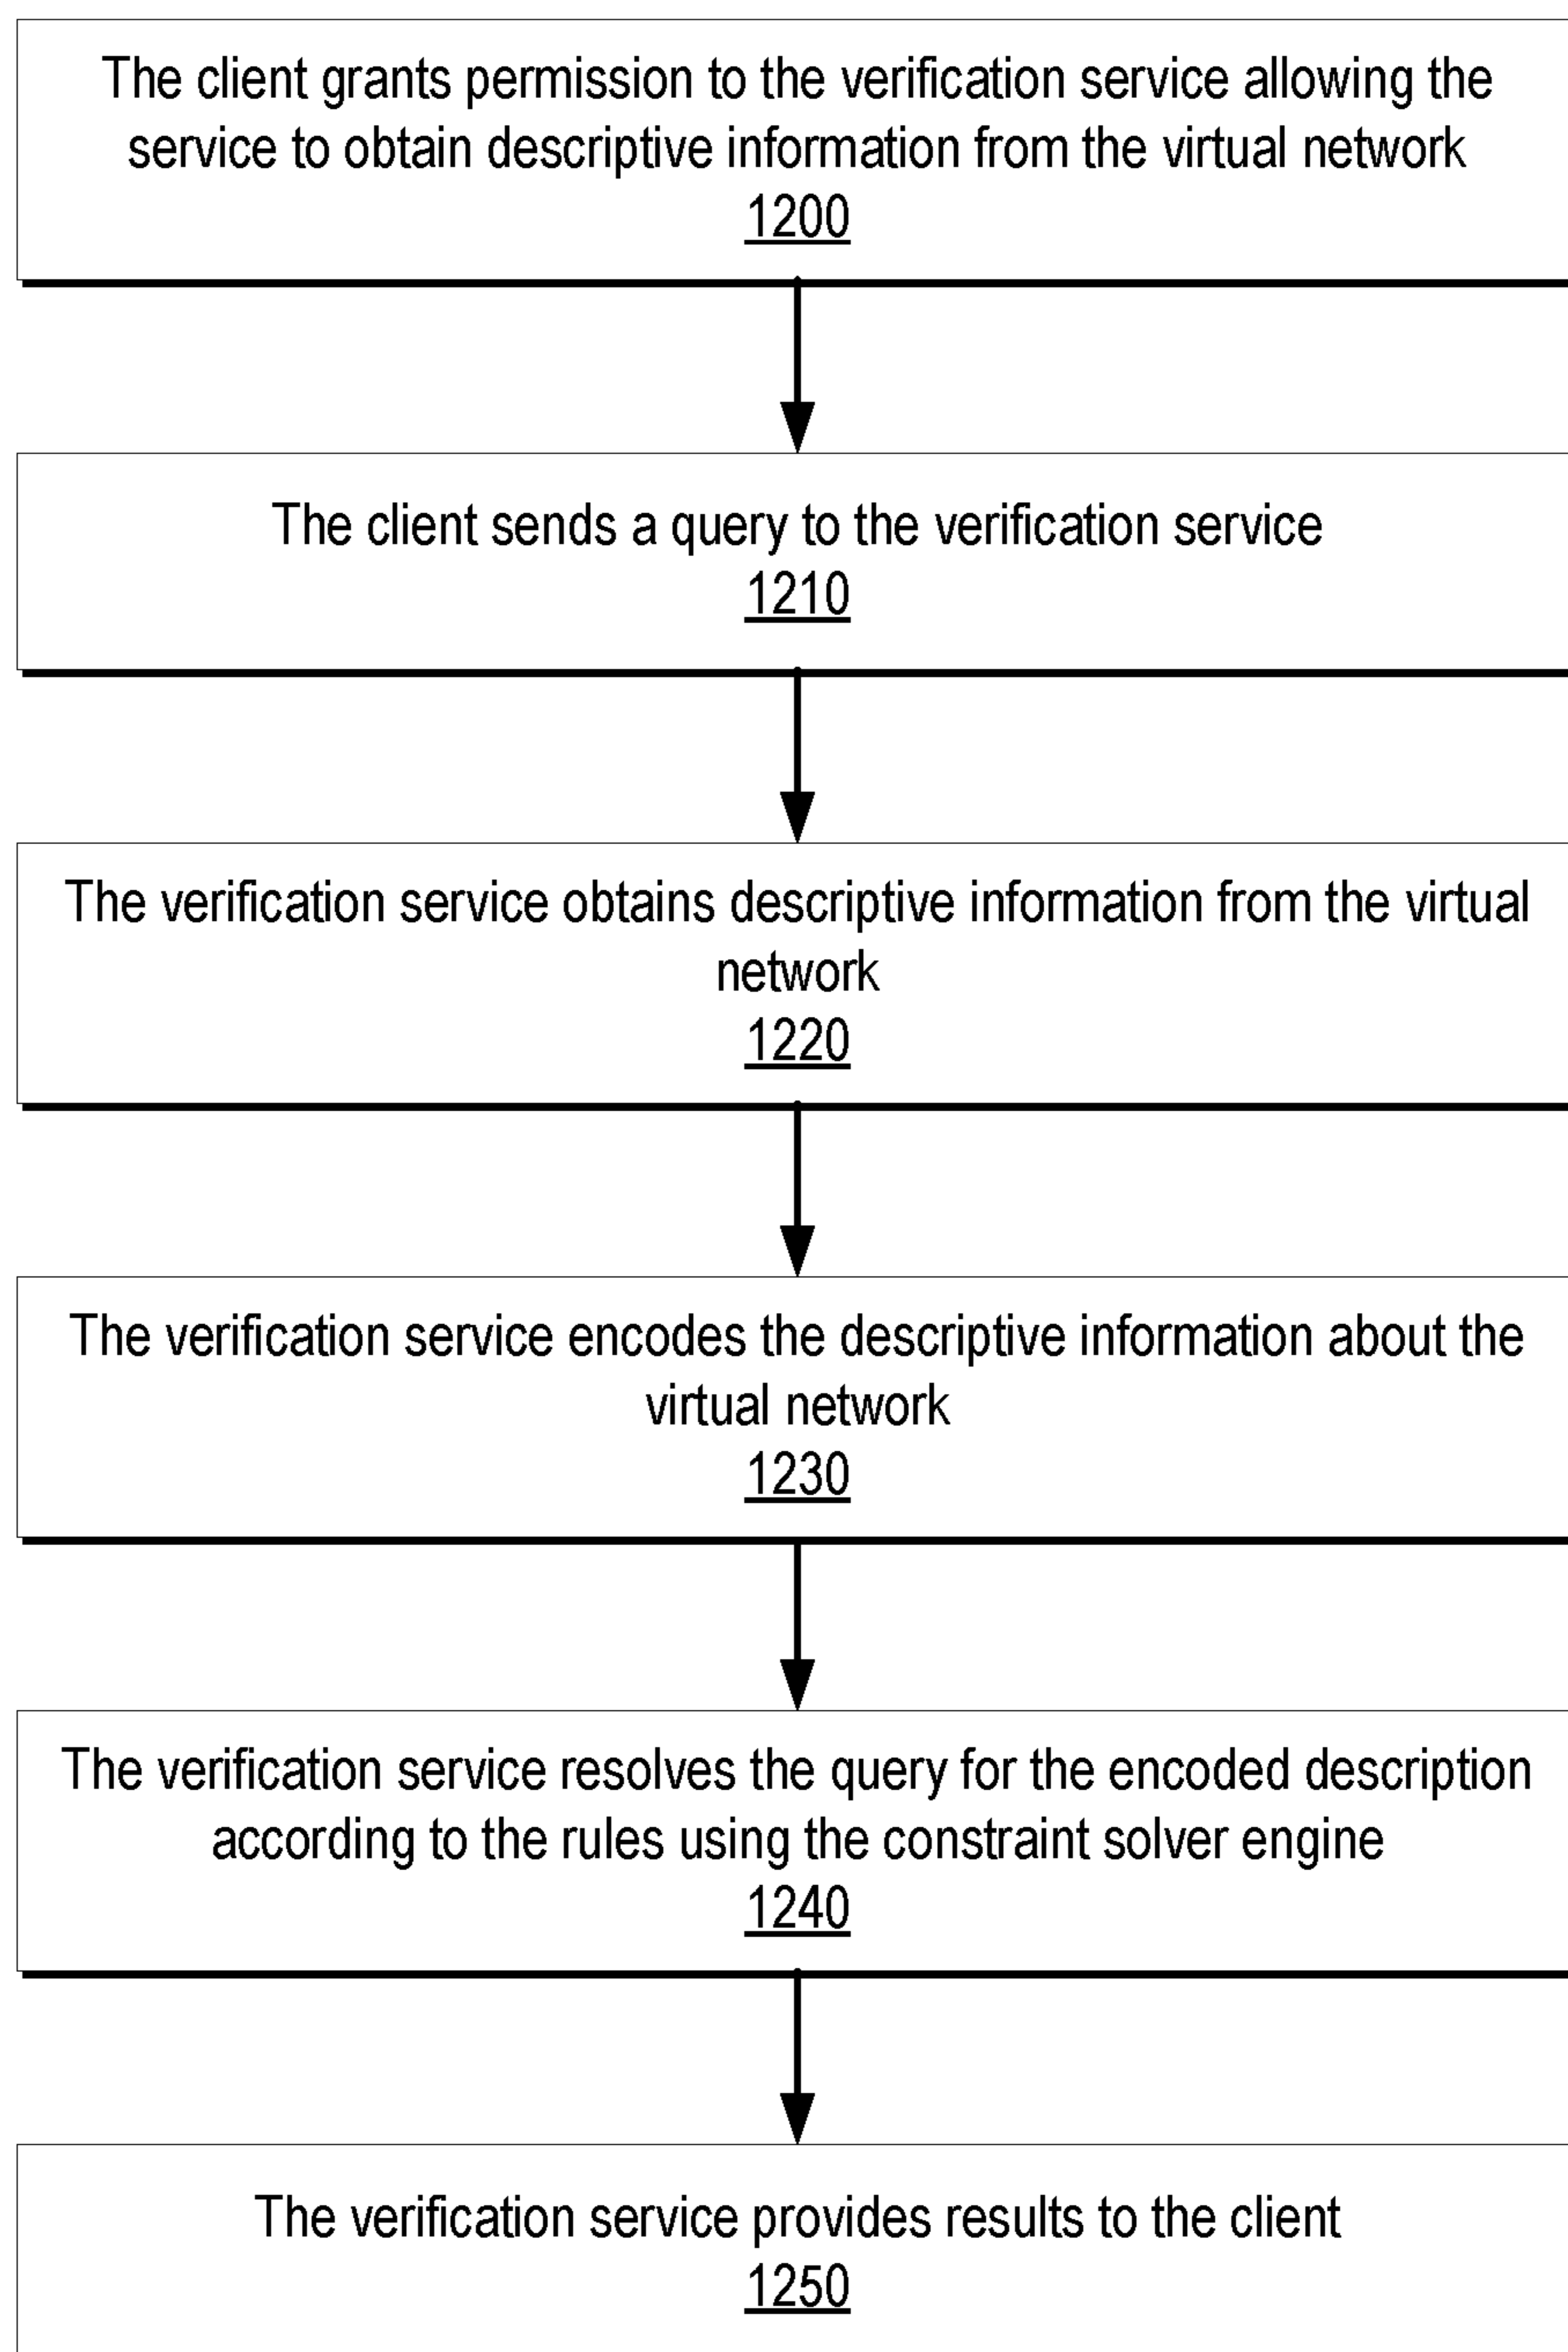 The client grants permission to the verification service allowing the
service to obtain descriptive information from the virtual network
1200
The client sends a query to the verification service
1210
The verification service obtains descriptive information from the virtual
network
1220
The verification service encodes the descriptive information about the
virtual network
1230
The verification service resolves the query for the encoded description
according to the rules using the constraint solver engine
1240
The verification service provides results to the client
1250